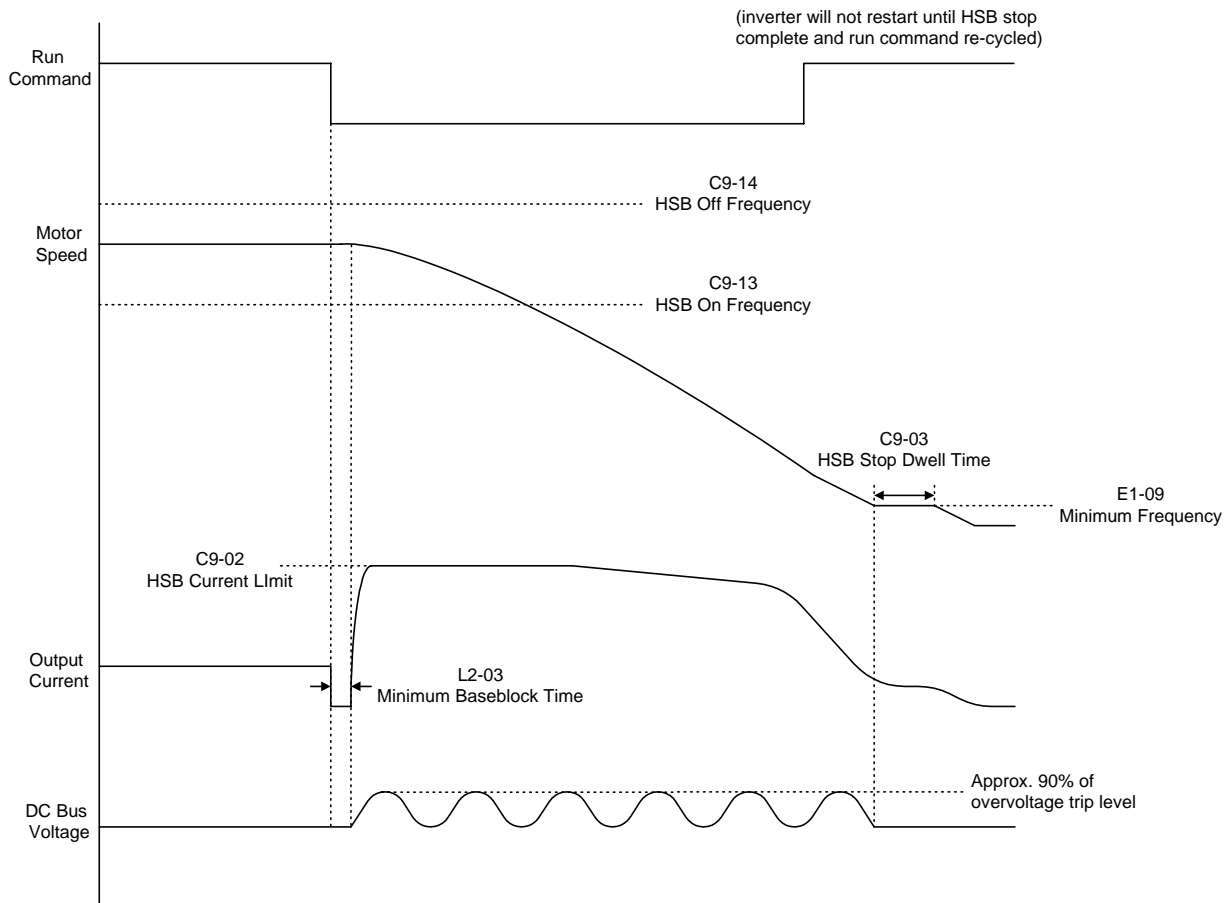 (inverter will not restart until HSB stop
complete and run command re-cycled)
Run
Command
C9-14
HSB Off Frequency
Motor
Speed
C9-13
HSB On Frequency
C9-03
HSB Stop Dwell Time
E1-09
Minimum Frequency
C9-02
HSB Current LImit
Output
Current
L2-03
Minimum Baseblock Time
Approx. 90% of
overvoltage trip level
DC Bus
Voltage